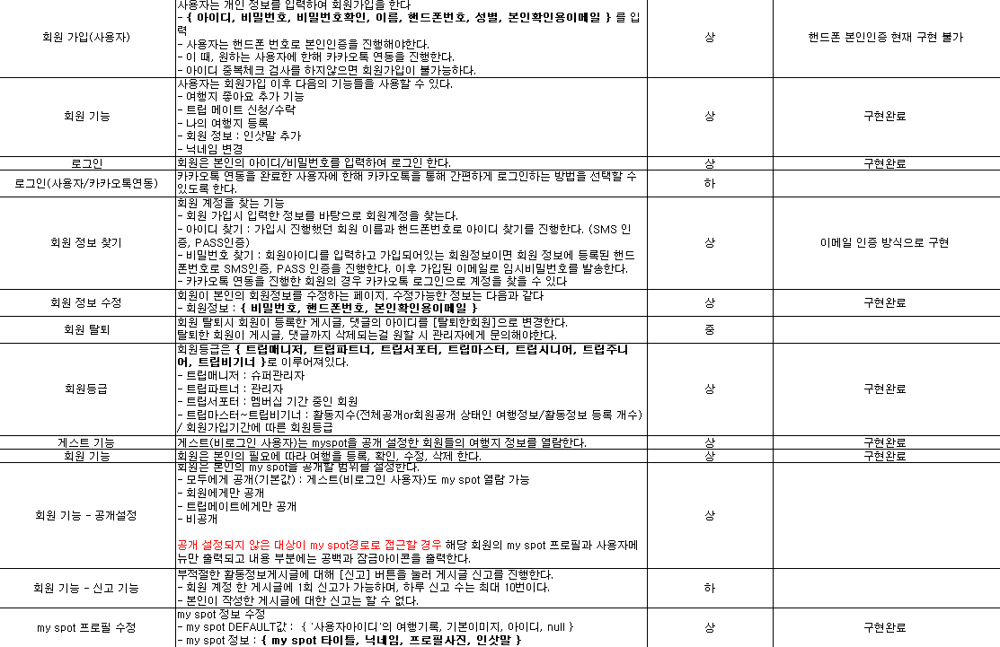 사용자는 개인 정보를 입력하여 회원가입을 한다
- { 아이디, 비밀번호, 비밀번호확인, 이름, 핸드폰번호, 성별, 본인확인용이메일 } 를 입
력
회원 가입(사용자)
- 사용자는 핸드폰 번호로 본인인증을 진행해야한다.
- 이 때, 원하는 사용자에 한해 카카오톡 연동을 진행한다.
- 아이디 중복체크 검사를 하지않으면 회원가입이 불가능하다.
상
핸드폰 본인인증 현재 구현 불가
회원 기능
사용자는 회원가입 이후 다음의 기능들을 사용할 수 있다.
- 여행지 좋아요 추가 기능
- 트립 메이트 신청/수락
- 나의 여행지 등록
- 회원 정보 : 인삿말 추가
- 닉네임 변경
상
구현완료
로그인
회원은 본인의 아이디/비밀번호를 입력하여 로그인 한다.
상
구현완료
로그인(사용자/카카오톡연동)
카카오톡 연동을 완료한 사용자에 한해 카카오톡을 통해 간편하게 로그인하는 방법을 선택할 수
있도록 한다.
하
회원 정보 찾기
회원 계정을 찾는 기능
- 회원 가입시 입력한 정보를 바탕으로 회원계정을 찾는다.
- 아이디 찾기 : 가입시 진행했던 회원 이름과 핸드폰번호로 아이디 찾기를 진행한다. (SMS 인
증, PASS인증)
- 비밀번호 찾기 : 회원아이디를 입력하고 가입되어있는 회원정보이면 회원 정보에 등록된 핸드
폰번호로 SMS인증, PASS 인증을 진행한다. 이후 가입된 이메일로 임시비밀번호를 발송한다.
- 카카오톡 연동을 진행한 회원의 경우 카카오톡 로그인으로 계정을 찾을 수 있다
상
이메일 인증 방식으로 구현
회원 정보 수정
회원이 본인의 회원정보를 수정하는 페이지. 수정가능한 정보는 다음과 같다
- 회원정보 : { 비밀번호, 핸드폰번호, 본인확인용이메일 }
상
구현완료
회원 탈퇴
회원 탈퇴시 회원이 등록한 게시글, 댓글의 아이디를 [탈퇴한회원]으로 변경한다.
탈퇴한 회원이 게시글, 댓글까지 삭제되는걸 원할 시 관리자에게 문의해야한다.
중
회원등급
회원등급은 { 트립매니저, 트립파트너, 트립서포터, 트립마스터, 트립시니어, 트립주니
어, 트립비기너 }로 이루어져있다.
- 트립매니저 : 슈퍼관리자
- 트립파트너 : 관리자
- 트립서포터 : 멤버십 기간 중인 회원
- 트립마스터~트립비기너 : 활동지수(전체공개or회원공개 상태인 여행정보/활동정보 등록 개수)
/ 회원가입기간에 따른 회원등급
상
구현완료
게스트 기능
게스트(비로그인 사용자)는 myspot을 공개 설정한 회원들의 여행지 정보를 열람한다.
상
구현완료
회원 기능
회원은 본인의 필요에 따라 여행을 등록, 확인, 수정, 삭제 한다.
상
구현완료
회원 기능 - 공개설정
회원은 본인의 my spot을 공개할 범위를 설정한다.
- 모두에게 공개(기본값) : 게스트(비로그인 사용자)도 my spot 열람 가능
- 회원에게만 공개
- 트립메이트에게만 공개
- 비공개
공개 설정되지 않은 대상이 my spot경로로 접근할 경우 해당 회원의 my spot 프로필과 사용자메
뉴만 출력되고 내용 부분에는 공백과 잠금아이콘을 출력한다.
상
회원 기능 - 신고 기능
부적절한 활동정보게시글에 대해 [신고] 버튼을 눌러 게시글 신고를 진행한다.
- 회원 계정 한 게시글에 1회 신고가 가능하며, 하루 신고 수는 최대 10번이다.
- 본인이 작성한 게시글에 대한 신고는 할 수 없다.
하
my spot 프로필 수정
my spot 정보 수정
- my spot DEFAULT값 : { '사용자아이디'의 여행기록, 기본이미지, 아이디, null }
- my spot 정보 : { my spot 타이틀, 닉네임, 프로필사진, 인삿말 }
상
구현완료